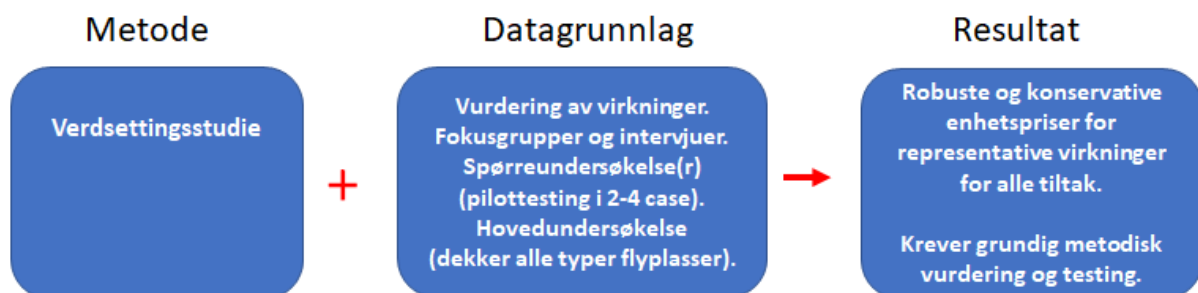 Metode
Datagrunnlag
Resultat
Verdsettingsstudie
+
Vurdering av virkninger.
Fokusgrupper og intervjuer.
Spørreundersøkelse(r)
(pilottesting i 2-4 case).
Hovedundersøkelse
(dekker alle typer flyplasser).
Robuste og konservative
enhetspriser for
representative virkninger
for alle tiltak.
Krever grundig metodisk
vurdering og testing.